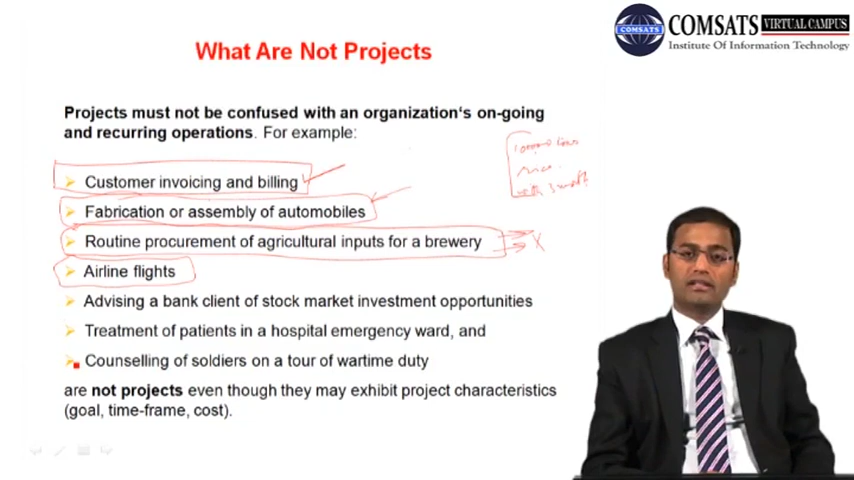 COMSATS VIRTUAL CAMPUS
COMSATS
Institute Of Information Technology
What Are Not Projects
Projects must not be confused with an organization's on-going
and recurring operations. For example:
Customer invoicing and billing
Fabrication or assembly of automobiles
Routine procurement of agricultural inputs for a brewery
Airline flights
Advising a bank client of stock market investment opportunities
Treatment of patients in a hospital emergency ward, and
Counselling of soldiers on a tour of wartime duty
are not projects even though they may exhibit project characteristics
(goal, time-frame, cost).